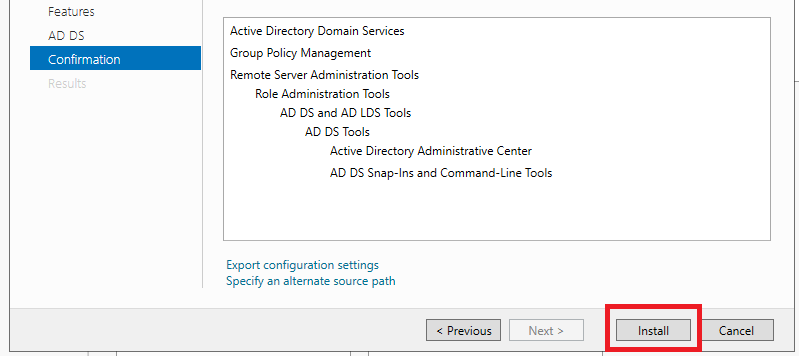 Features
AD DS
Confirmation
Results
Active Directory Domain Services
Group Policy Management
Remote Server Administration Tools
Role Administration Tools
AD DS and AD LDS Tools
AD DS Tools
Active Directory Administrative Center
AD DS Snap-Ins and Command-Line Tools
Export configuration settings
Specify an alternate source path
< Previous
Next >
Install
Cancel